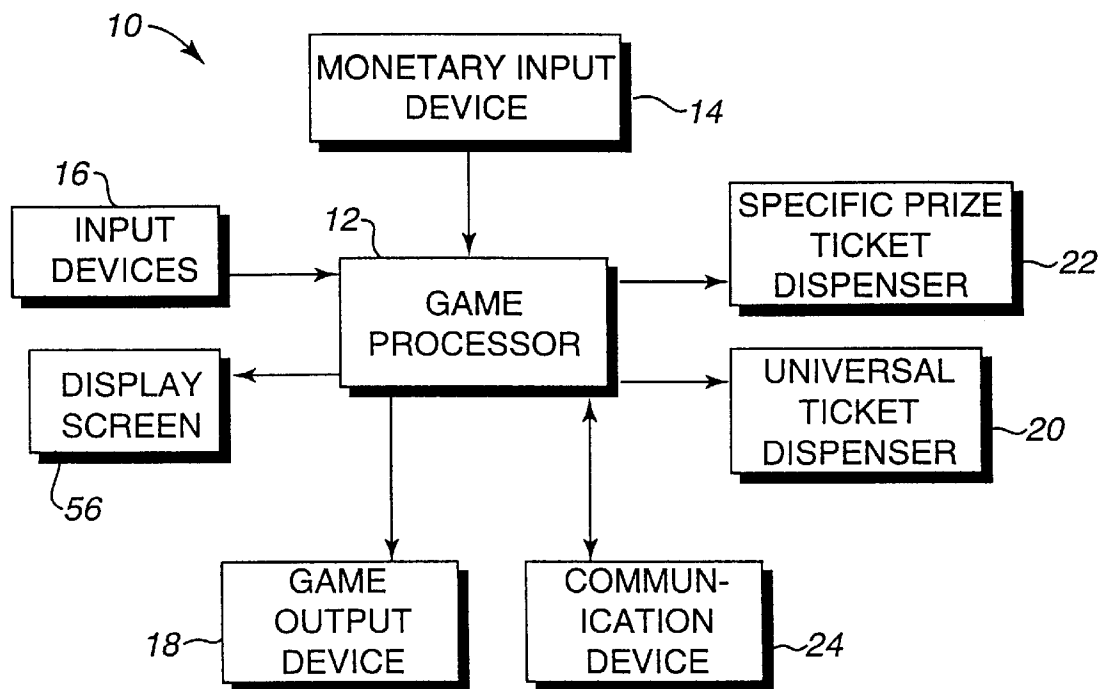 10
MONETARY INPUT
DEVICE
14
16
INPUT
DEVICES
12
GAME
PROCESSOR
SPECIFIC PRIZE
TICKET
DISPENSER
22
DISPLAY
SCREEN
56
UNIVERSAL
TICKET
DISPENSER
20
GAME
OUTPUT
DEVICE
18
COMMUN-
ICATION
DEVICE
24